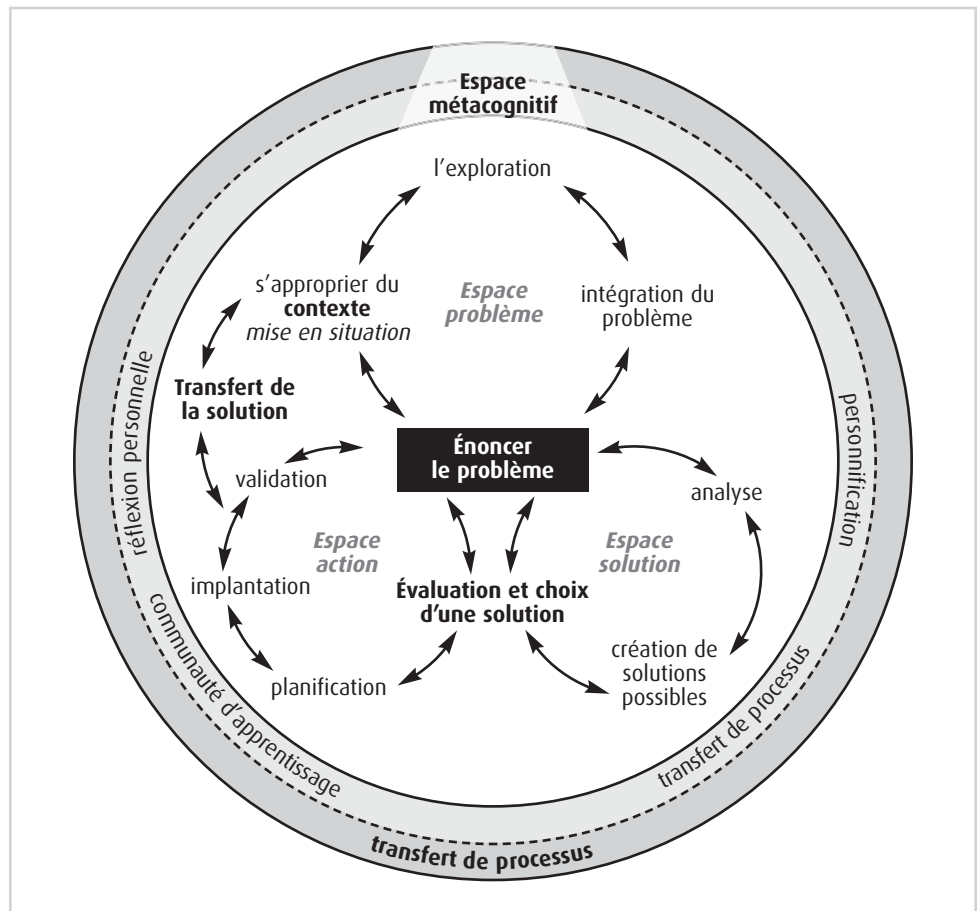 Espace
métacognitif
l'exploration
s'approprier du
contexte
mise en situation
Espace
problème
intégration du
problème
Transfert de
la solution
Énoncer
le problème
validation
analyse
Espace
action
Espace
solution
implantation
Évaluation et choix
d'une solution
planification
création de
solutions
possibles
réflexion personnelle
communauté d'apprentissage
personnification
transfert de processus
transfert de processus